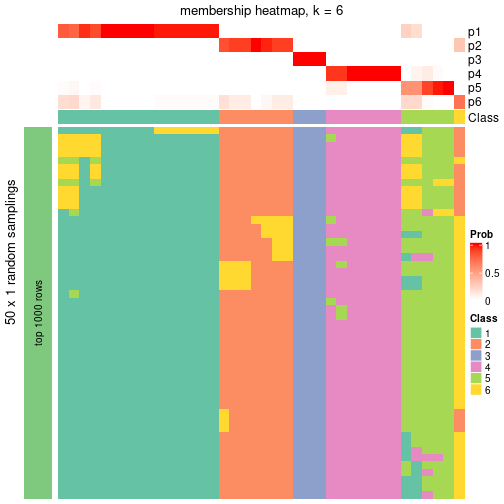 membership heatmap, k = 6
p1
p2
p3
p4
p5
p6
Class
50 x 1 random samplings
top 1000 rows
Prob
1
0.5
0
Class
1
2
3
4
5
6